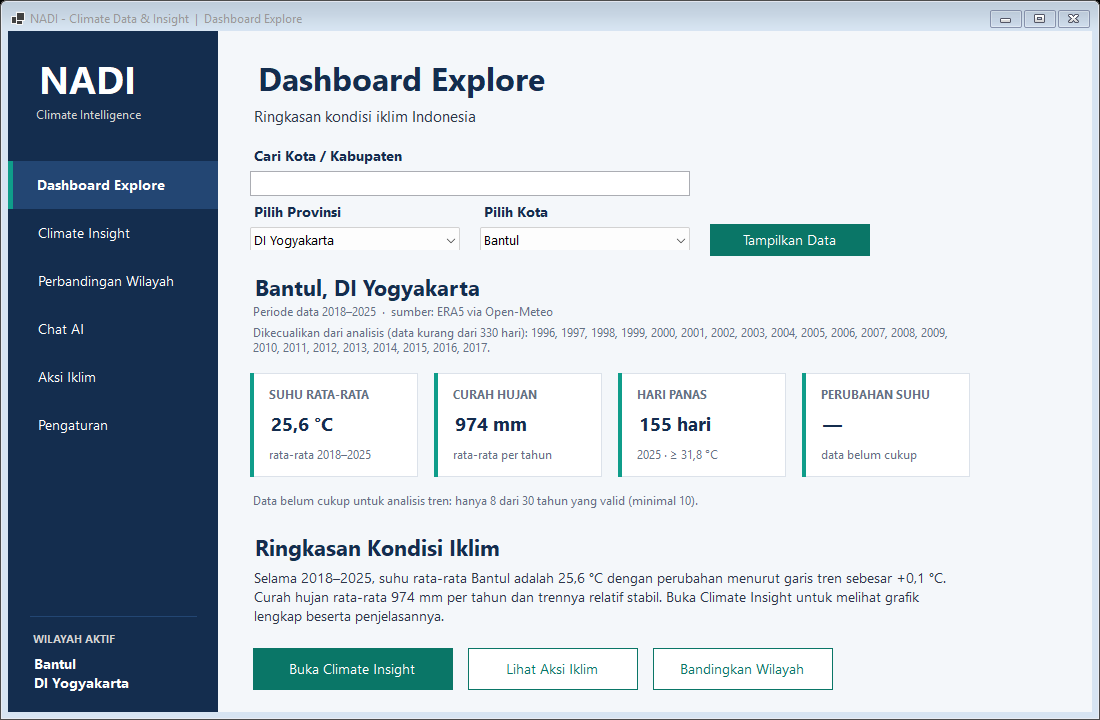 NADI - Climate Data & Insight | Dashboard Explore
NADI
Climate Intelligence
Dashboard Explore
Climate Insight
Perbandingan Wilayah
Chat AI
Aksi Iklim
Pengaturan
WILAYAH AKTIF
Bantul
DI Yogyakarta
Dashboard Explore
Ringkasan kondisi iklim Indonesia
Cari Kota / Kabupaten
Pilih Provinsi
Pilih Kota
DI Yogyakarta
Bantul
Tampilkan Data
Bantul, DI Yogyakarta
Periode data 2018–2025 · sumber: ERA5 via Open-Meteo
Dikecualikan dari analisis (data kurang dari 330 hari): 1996, 1997, 1998, 1999, 2000, 2001, 2002, 2003, 2004, 2005, 2006, 2007, 2008, 2009,
2010, 2011, 2012, 2013, 2014, 2015, 2016, 2017.
SUHU RATA-RATA
25,6 °C
rata-rata 2018–2025
CURAH HUJAN
974 mm
rata-rata per tahun
HARI PANAS
155 hari
2025 · ≥ 31,8 °C
PERUBAHAN SUHU
—
data belum cukup
Data belum cukup untuk analisis tren: hanya 8 dari 30 tahun yang valid (minimal 10).
Ringkasan Kondisi Iklim
Selama 2018–2025, suhu rata-rata Bantul adalah 25,6 °C dengan perubahan menurut garis tren sebesar +0,1 °C.
Curah hujan rata-rata 974 mm per tahun dan trennya relatif stabil. Buka Climate Insight untuk melihat grafik
lengkap beserta penjelasannya.
Buka Climate Insight
Lihat Aksi Iklim
Bandingkan Wilayah